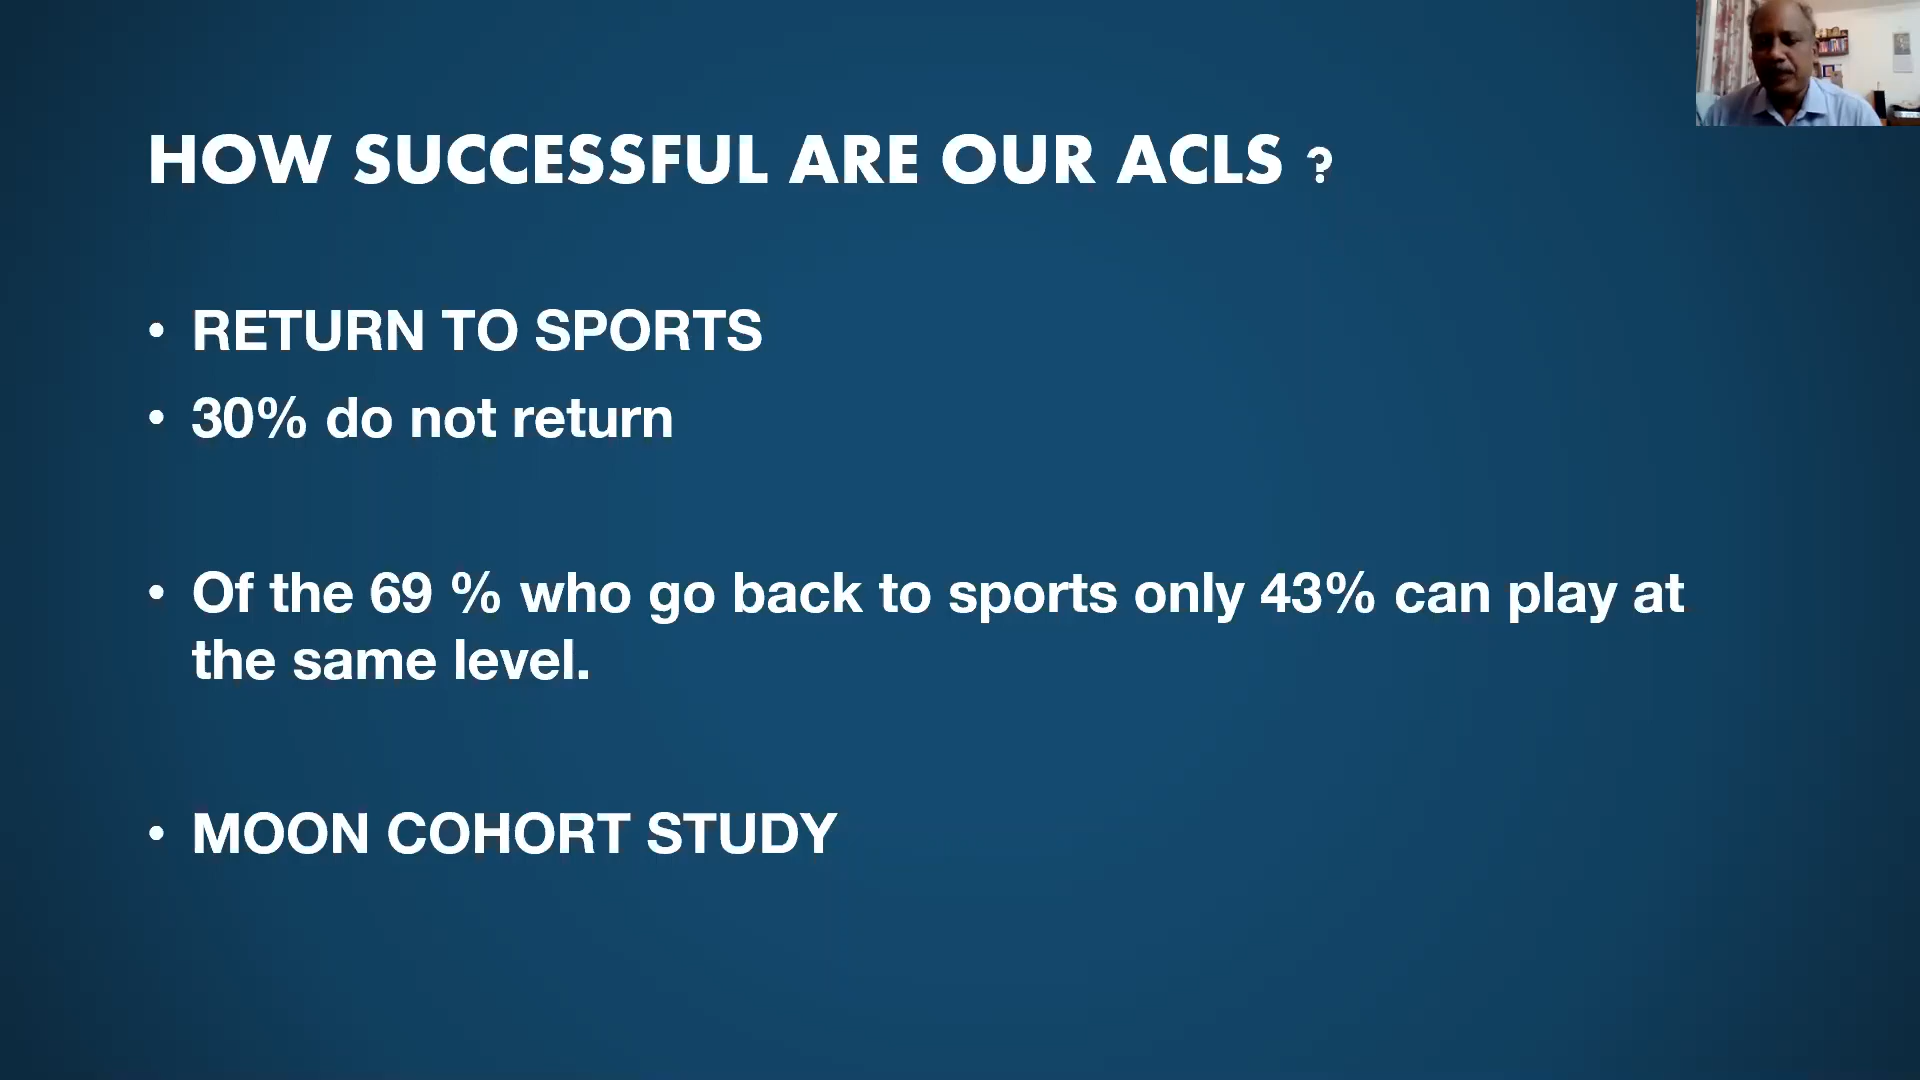 HOW SUCCESSFUL ARE OUR ACLS ?
• RETURN TO SPORTS
• 30% do not return
• Of the 69 % who go back to sports only 43% can play at
the same level.
• MOON COHORT STUDY